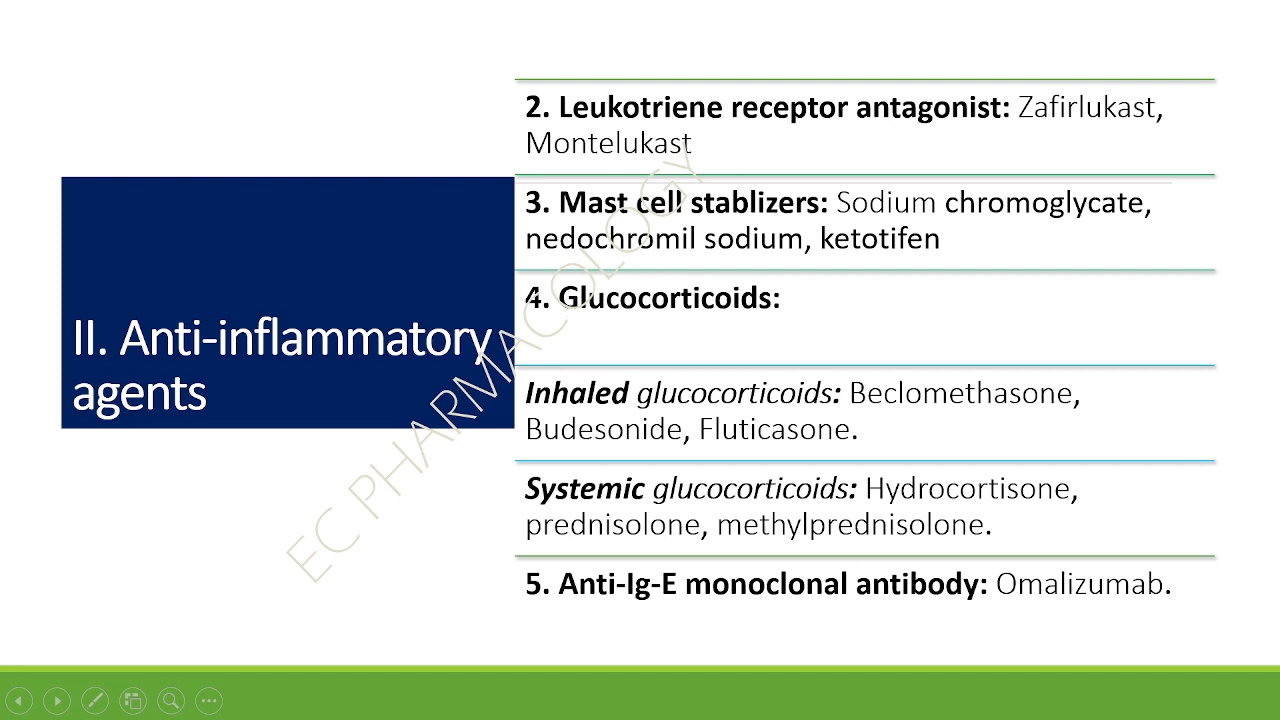 2. Leukotriene receptor antagonist: Zafirlukast,
Montelukast
3. Mast cell stablizers: Sodium chromoglycate,
nedochromil sodium, ketotifen
4. Glucocorticoids:
II. Anti-inflammatory
agents
Inhaled glucocorticoids: Beclomethasone,
Budesonide, Fluticasone.
Systemic glucocorticoids: Hydrocortisone,
prednisolone, methylprednisolone.
5. Anti-Ig-E monoclonal antibody: Omalizumab.
EC PHARMACOLOGY